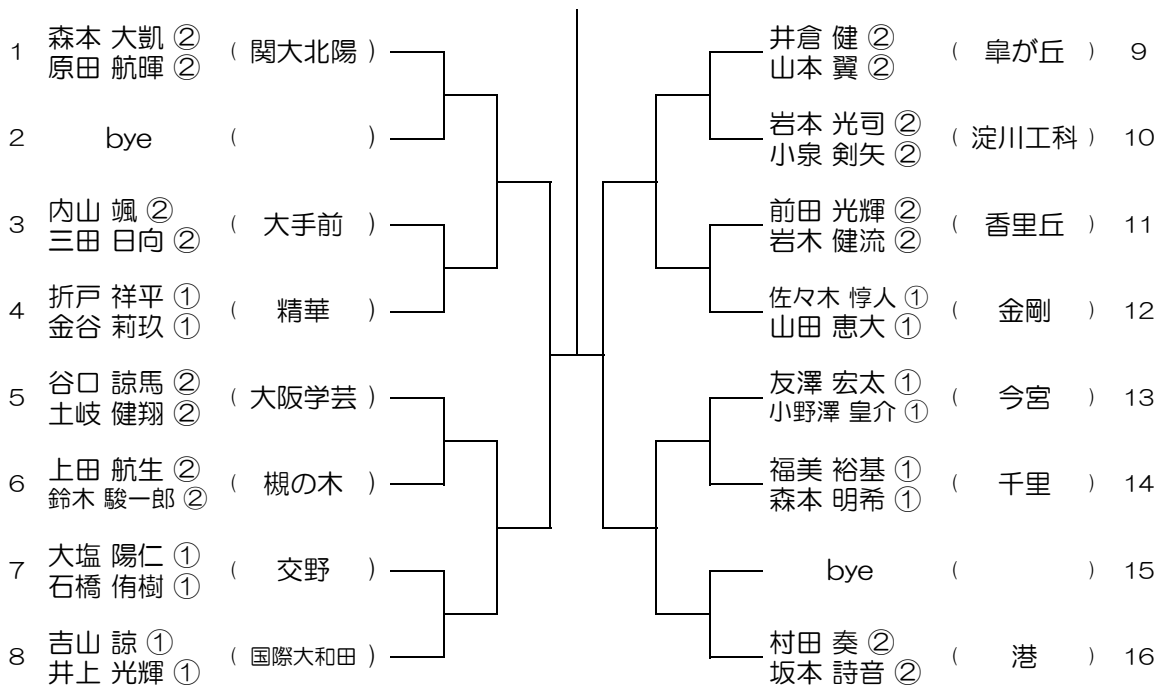 1 森本 大凱 ② ( 関大北陽 )
原田 航暉 ②
2 bye ( )
3 内山 颯 ② ( 大手前 )
三田 日向 ②
4 折戸 祥平 ① ( 精華 )
金谷 莉玖 ①
5 谷口 諒馬 ② ( 大阪学芸 )
土岐 健翔 ②
6 上田 航生 ② ( 槻の木 )
鈴木 駿一郎 ②
7 大塩 陽仁 ① ( 交野 )
石橋 侑樹 ①
8 吉山 諒 ① ( 国際大和田 )
井上 光輝 ①
井倉 健 ② ( 皐が丘 ) 9
山本 翼 ②
岩本 光司 ② ( 淀川工科 ) 10
小泉 剣矢 ②
前田 光輝 ② ( 香里丘 ) 11
岩木 健流 ②
佐々木 惇人 ① ( 金剛 ) 12
山田 恵大 ①
友澤 宏太 ① ( 今宮 ) 13
小野澤 皇介 ①
福美 裕基 ① ( 千里 ) 14
森本 明希 ①
bye ( ) 15
村田 奏 ② ( 港 ) 16
坂本 詩音 ②